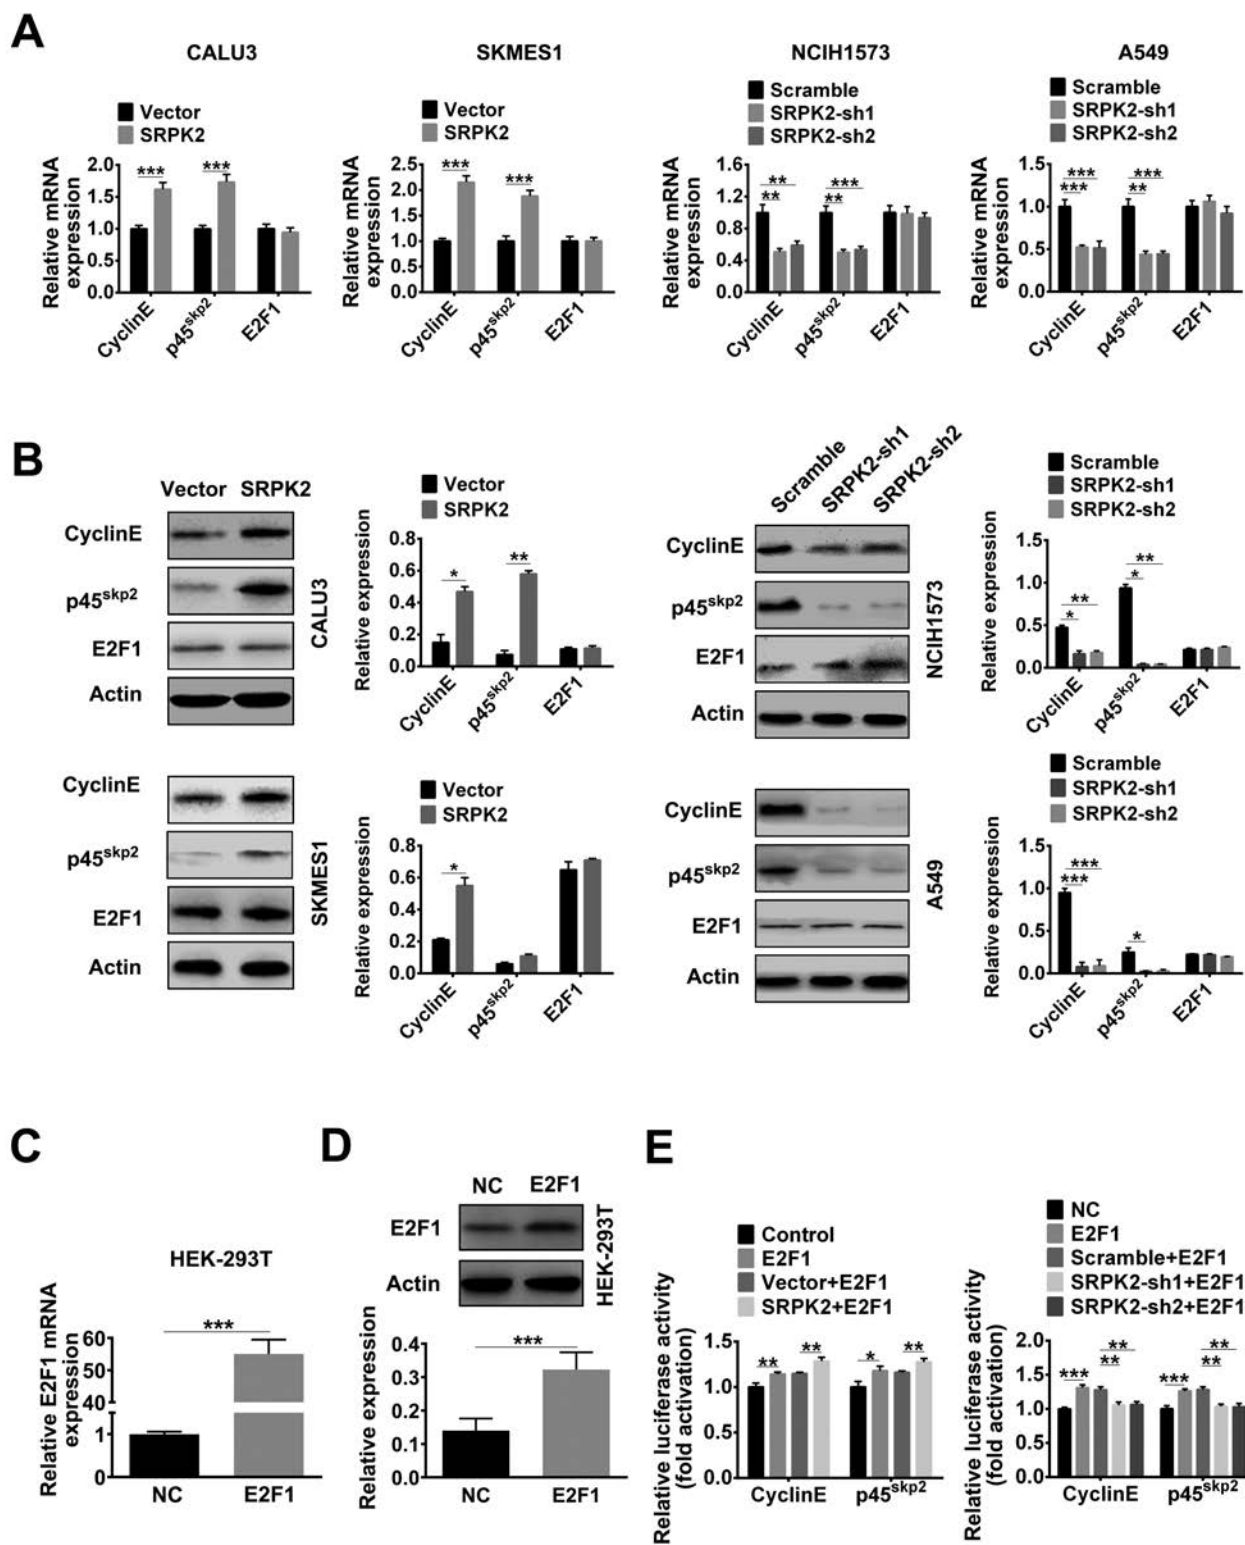 A
CALU3
Vector
SRPK2
Relative mRNA
expression
2.0
1.5
1.0
0.5
0.0
***
***
CyclinE
p45skp2
E2F1
SKMES1
Vector
SRPK2
Relative mRNA
expression
2.5
2.0
1.5
1.0
0.5
0.0
***
***
CyclinE
p45skp2
E2F1
NCIH1573
Scramble
SRPK2-sh1
SRPK2-sh2
Relative mRNA
expression
1.6
1.2
0.8
0.4
0.0
**
**
***
**
CyclinE
p45skp2
E2F1
A549
Scramble
SRPK2-sh1
SRPK2-sh2
Relative mRNA
expression
1.5
1.0
0.5
0.0
***
***
***
**
CyclinE
p45skp2
E2F1
B
Vector SRPK2
CyclinE
p45skp2
E2F1
Actin
CALU3
Vector
SRPK2
Relative expression
0.8
0.6
0.4
0.2
0.0
*
**
CyclinE
p45skp2
E2F1
Scramble
SRPK2-sh1
SRPK2-sh2
CyclinE
p45skp2
E2F1
Actin
NCIH1573
Scramble
SRPK2-sh1
SRPK2-sh2
Relative expression
1.5
1.0
0.5
0.0
**
*
**
*
CyclinE
p45skp2
E2F1
CyclinE
p45skp2
E2F1
Actin
SKMES1
Vector
SRPK2
Relative expression
0.8
0.6
0.4
0.2
0.0
*
CyclinE
p45skp2
E2F1
CyclinE
p45skp2
E2F1
Actin
A549
Scramble
SRPK2-sh1
SRPK2-sh2
Relative expression
1.5
1.0
0.5
0.0
***
***
*
CyclinE
p45skp2
E2F1
C
HEK-293T
Relative E2F1 mRNA
expression
60
55
50
40
1
0
***
NC
E2F1
D
NC E2F1
E2F1
Actin
HEK-293T
Relative expression
0.4
0.3
0.2
0.1
0.0
***
NC
E2F1
E
Control
E2F1
Vector+E2F1
SRPK2+E2F1
Relative luciferase activity
(fold activation)
1.5
1.0
0.5
0.0
**
**
*
**
CyclinE
p45skp2
NC
E2F1
Scramble+E2F1
SRPK2-sh1+E2F1
SRPK2-sh2+E2F1
Relative luciferase activity
(fold activation)
2.0
1.5
1.0
0.5
0.0
***
**
**
***
**
**
CyclinE
p45skp2